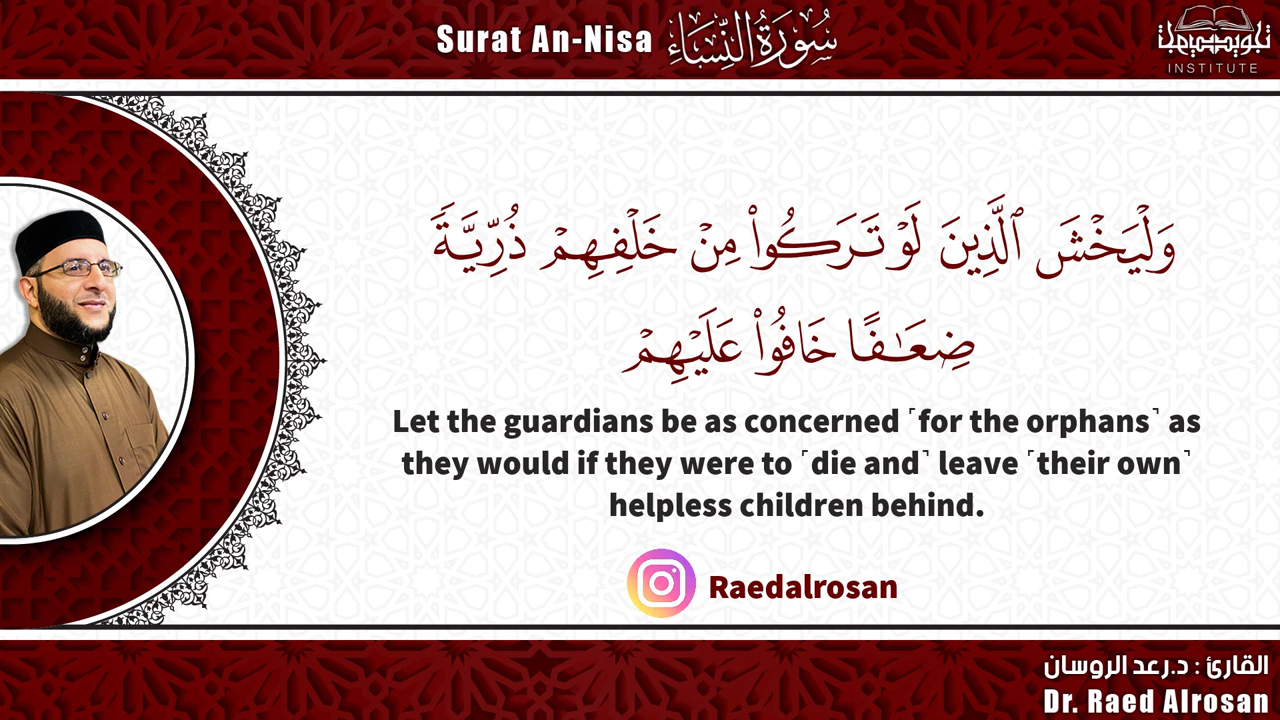 Surat An-Nisa سُورَةُ النِّسَاءِ
INSTITUTE
وَلْيَخْشَ ٱلَّذِينَ لَوْ تَرَكُوا۟ مِنْ خَلْفِهِمْ ذُرِّيَّةً
ضِعَـٰفًا خَافُوا۟ عَلَيْهِمْ
Let the guardians be as concerned ˹for the orphans˺ as
they would if they were to ˹die and˺ leave ˹their own˺
helpless children behind.
Raedalrosan
القارئ : د.رعد الروسان
Dr. Raed Alrosan